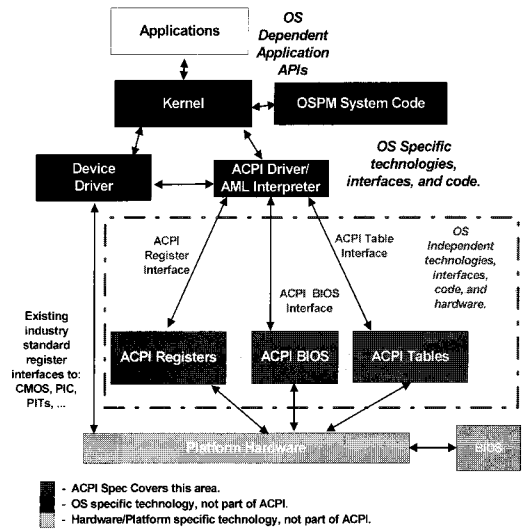 Applications
OS
Dependent
Application
APIs
Kernel
OSPM System Code
OS Specific
technologies,
interfaces, and code.
Device
Driver
ACPI Driver/
AML Interpreter
ACPI
Register
Interface
ACPI Table
Interface
OS
independent
technologies,
interfaces,
code, and
hardware.
ACPI BIOS
Interface
Existing
industry
standard
register
interfaces to:
CMOS, PIC,
PITs, ...
ACPI Registers
ACPI BIOS
ACPI Tables
Platform Hardware
BIOS
- ACPI Spec Covers this area.
- OS specific technology, not part of ACPI.
- Hardware/Platform specific technology, not part of ACPI.